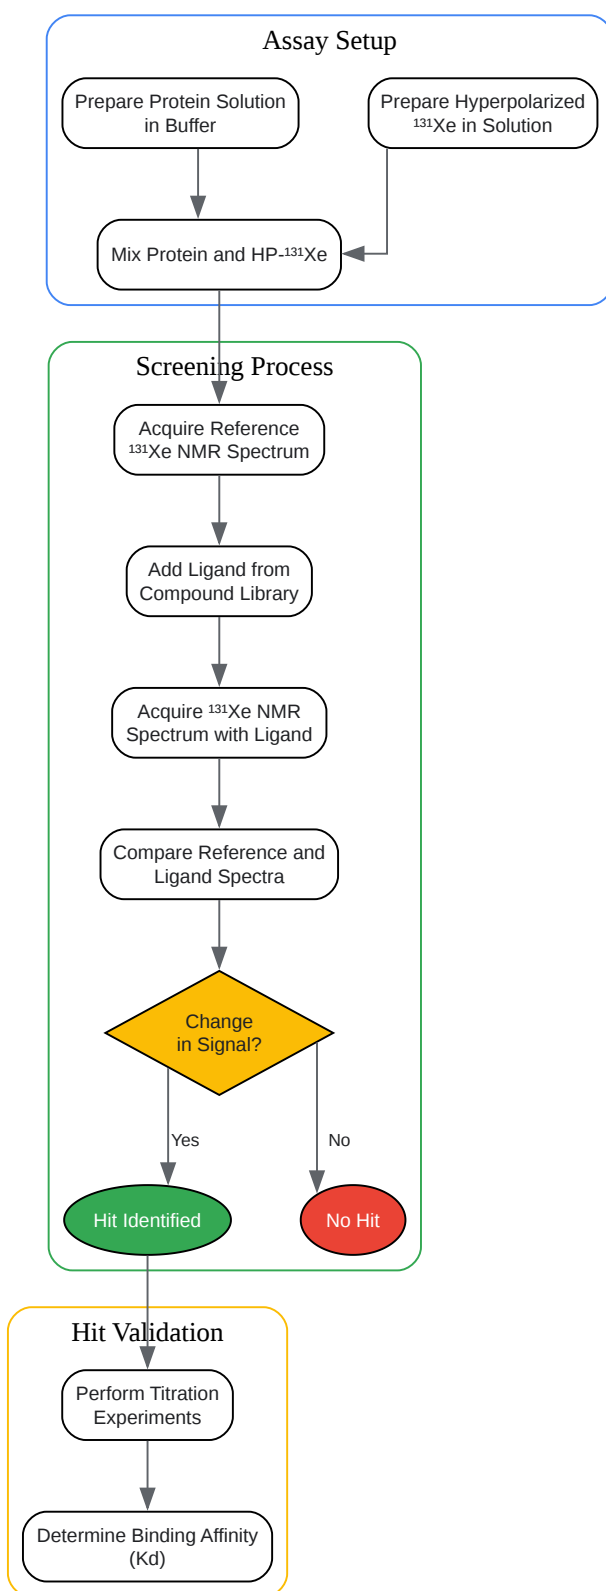 Assay Setup
Prepare Protein Solution
in Buffer
Prepare Hyperpolarized
¹³¹Xe in Solution
Mix Protein and HP-¹³¹Xe
Screening Process
Acquire Reference
¹³¹Xe NMR Spectrum
Add Ligand from
Compound Library
Acquire ¹³¹Xe NMR
Spectrum with Ligand
Compare Reference and
Ligand Spectra
Change
in Signal?
Yes
No
Hit Identified
No Hit
Hit Validation
Perform Titration
Experiments
Determine Binding Affinity
(Kd)